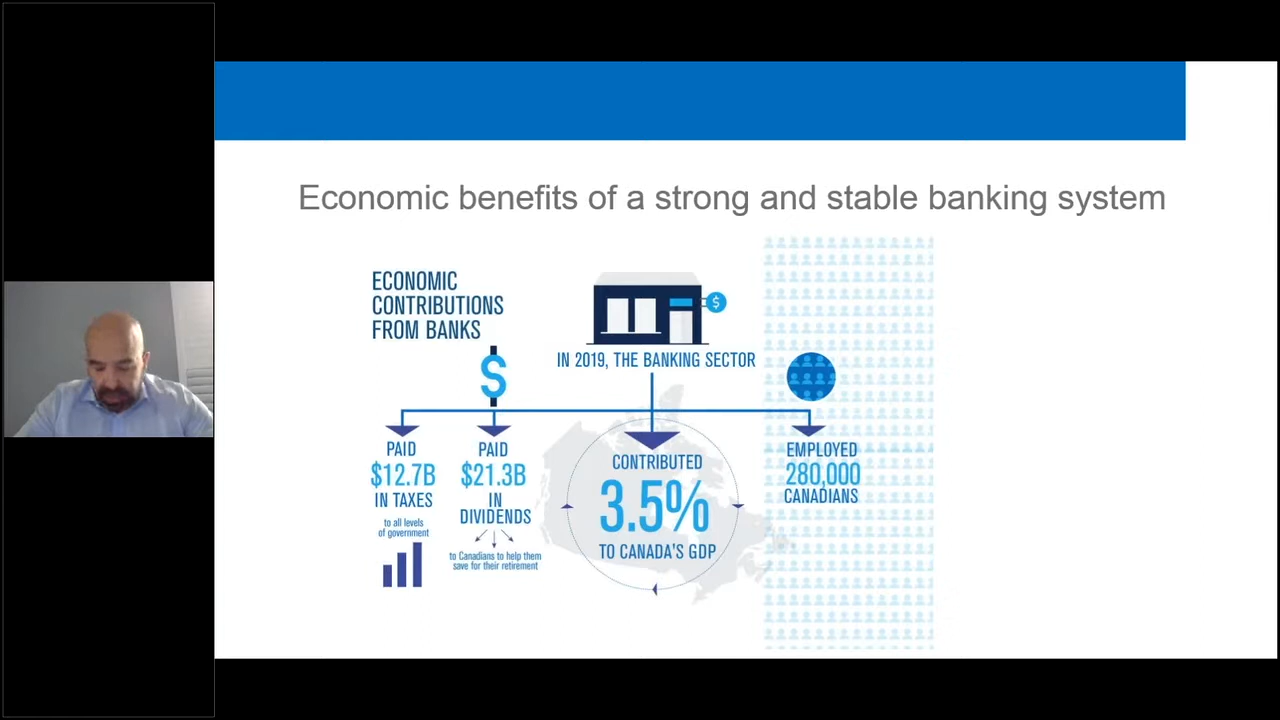 Economic benefits of a strong and stable banking system
ECONOMIC
CONTRIBUTIONS
FROM BANKS
$
$
IN 2019, THE BANKING SECTOR
PAID
$12.7B
IN TAXES
to all levels
of government
PAID
$21.3B
IN
DIVIDENDS
to Canadians to help them
save for their retirement
CONTRIBUTED
3.5%
TO CANADA'S GDP
EMPLOYED
280,000
CANADIANS